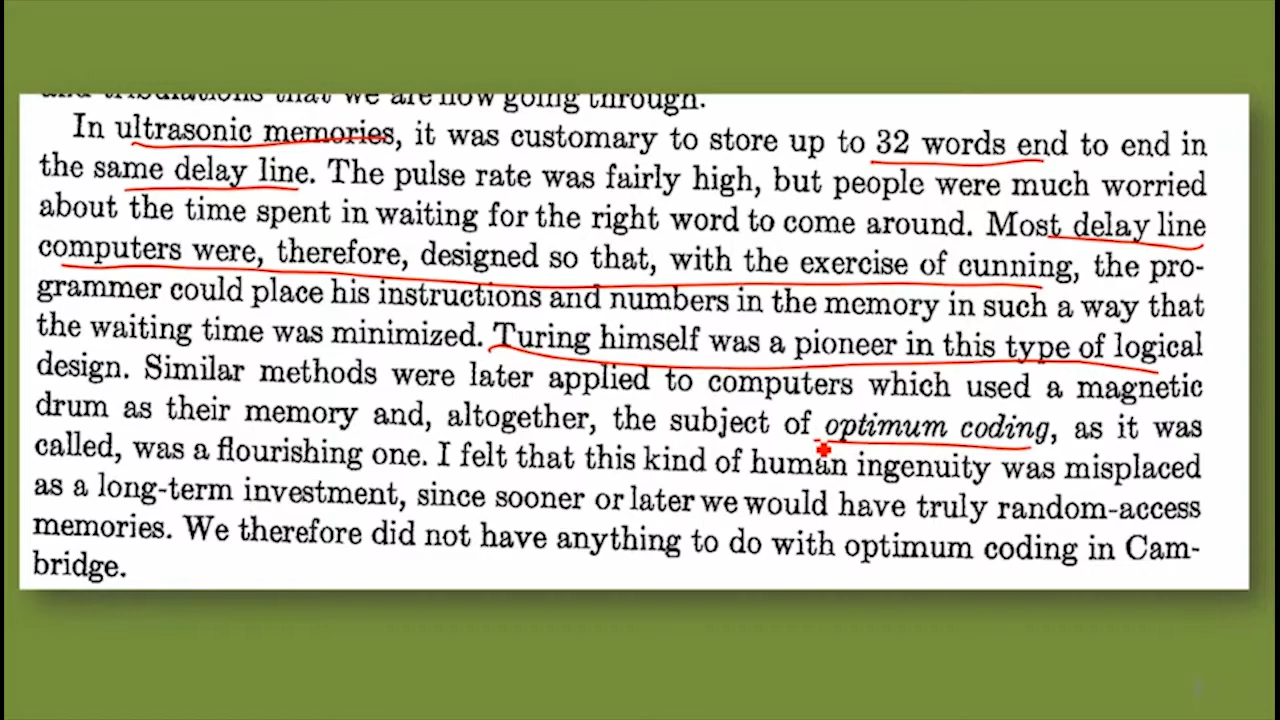 and tribulations that we are now going through.
In ultrasonic memories, it was customary to store up to 32 words end to end in
the same delay line. The pulse rate was fairly high, but people were much worried
about the time spent in waiting for the right word to come around. Most delay line
computers were, therefore, designed so that, with the exercise of cunning, the pro-
grammer could place his instructions and numbers in the memory in such a way that
the waiting time was minimized. Turing himself was a pioneer in this type of logical
design. Similar methods were later applied to computers which used a magnetic
drum as their memory and, altogether, the subject of optimum coding, as it was
called, was a flourishing one. I felt that this kind of human ingenuity was misplaced
as a long-term investment, since sooner or later we would have truly random-access
memories. We therefore did not have anything to do with optimum coding in Cam-
bridge.